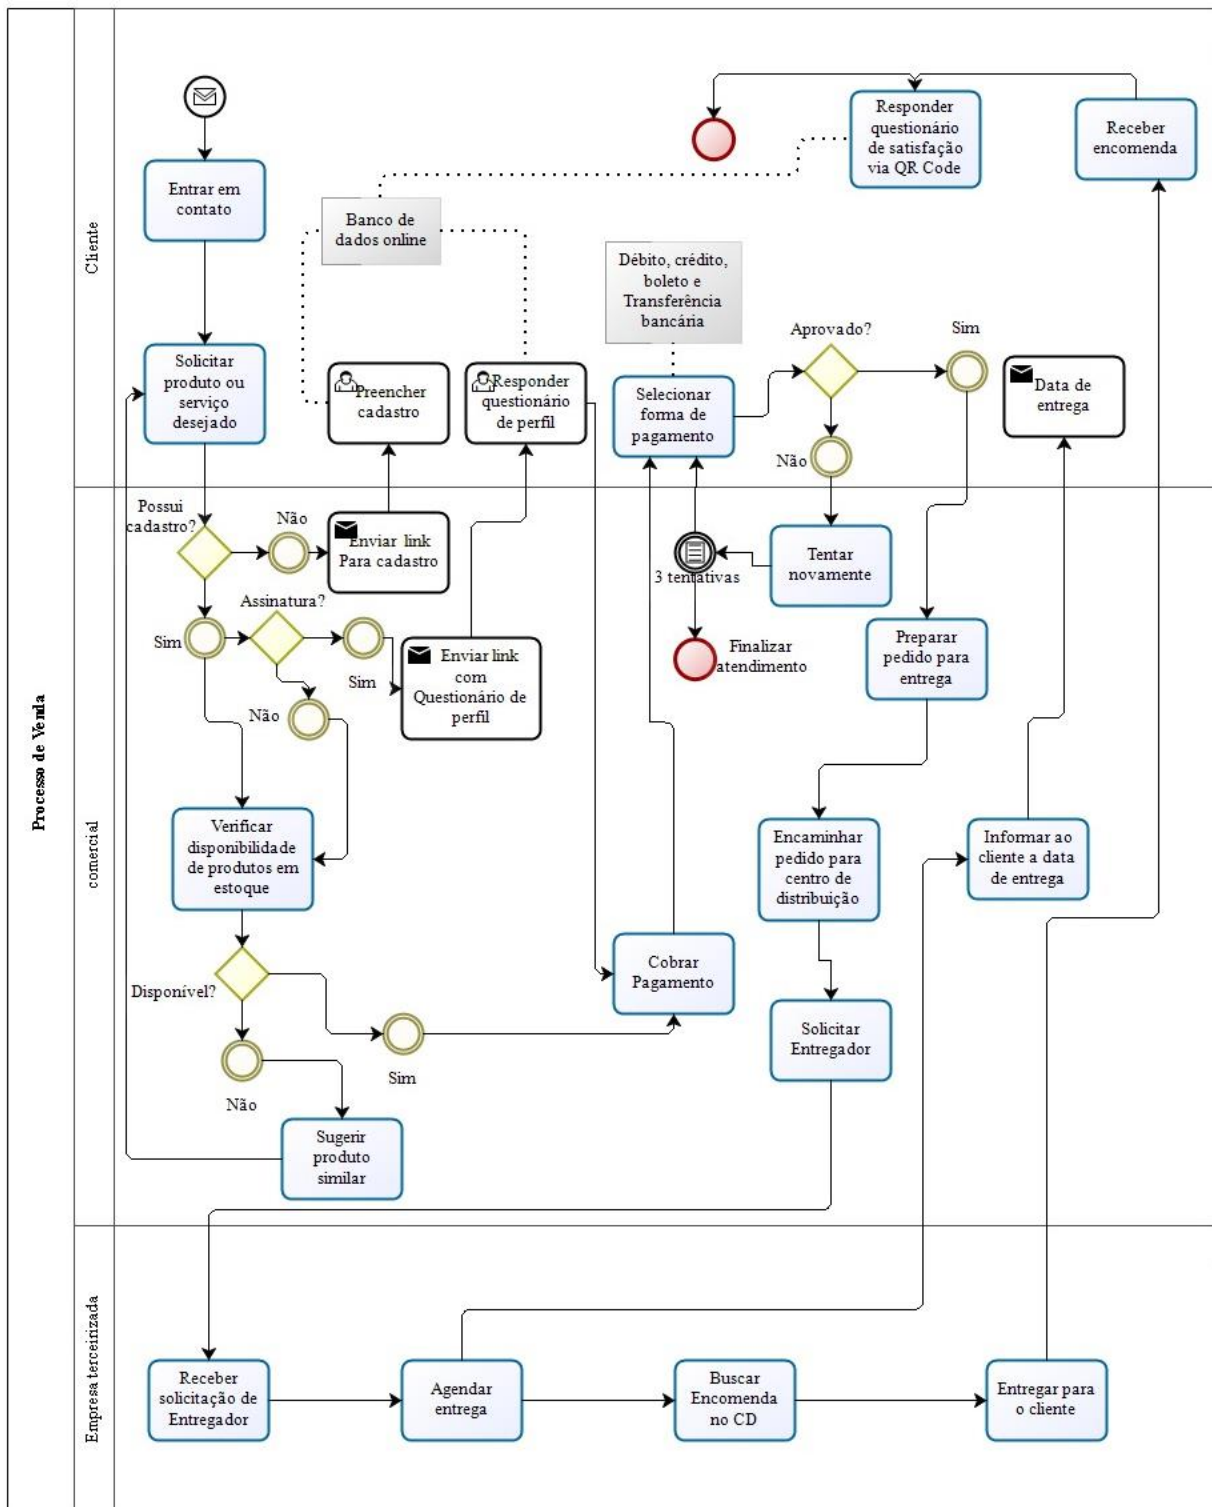 Processo de Venda
Cliente
Entrar em
contato
Responder
questionário
de satisfação
via QR Code
Receber
encomenda
Banco de
dados online
Débito, crédito,
boleto e
Transferência
bancária
Solicitar
produto ou
serviço
desejado
Preencher
cadastro
Responder
questionário
de perfil
Selecionar
forma de
pagamento
Aprovado?
Sim
Não
Data de
entrega
comercial
Possui
cadastro?
Não
Enviar link
Para cadastro
3 tentativas
Tentar
novamente
Sim
Assinatura?
Sim
Não
Enviar link
com
Questionário de
perfil
Finalizar
atendimento
Preparar
pedido para
entrega
Verificar
disponibilidade
de produtos em
estoque
Encaminhar
pedido para
centro de
distribuição
Informar ao
cliente a data
de entrega
Disponível?
Cobrar
Pagamento
Não
Sim
Solicitar
Entregador
Sugerir
produto
similar
Empresa terceirizada
Receber
solicitação de
Entregador
Agendar
entrega
Buscar
Encomenda
no CD
Entregar para
o cliente